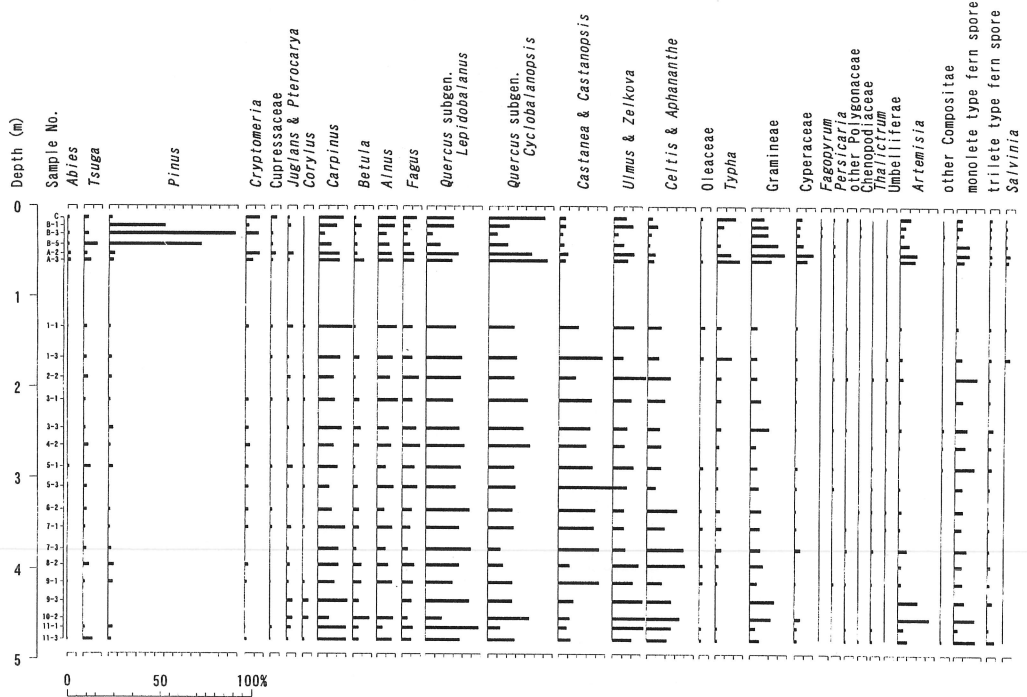 Depth (m)
Sample No.
Abies
Tsuga
Pinus
Cryptomeria
Cupressaceae
Juglans & Pterocarya
Corylus
Carpinus
Betula
Alnus
Fagus
Quercus subgen.
Lepidobalanus
Quercus subgen.
Cyclobalanopsis
Castanea & Castanopsis
Ulmus & Zelkova
Celtis & Aphananthe
Oleaceae
Typha
Gramineae
Cyperaceae
Fagopyrum
Pericaria
other Polygonaceae
Chenopodiaceae
Thalictrum
Umbelliferae
Artemisia
other Compositae
monolete type fern spore
trilete type fern spore
Salvinia
0
C
B-1
B-3
B-6
A-2
A-3
1
1-1
1-3
2-2
2
3-1
3-3
4-2
5-1
3
5-3
6-2
7-1
7-3
8-2
4
9-1
9-3
10-2
11-1
11-3
5
0 50 100%